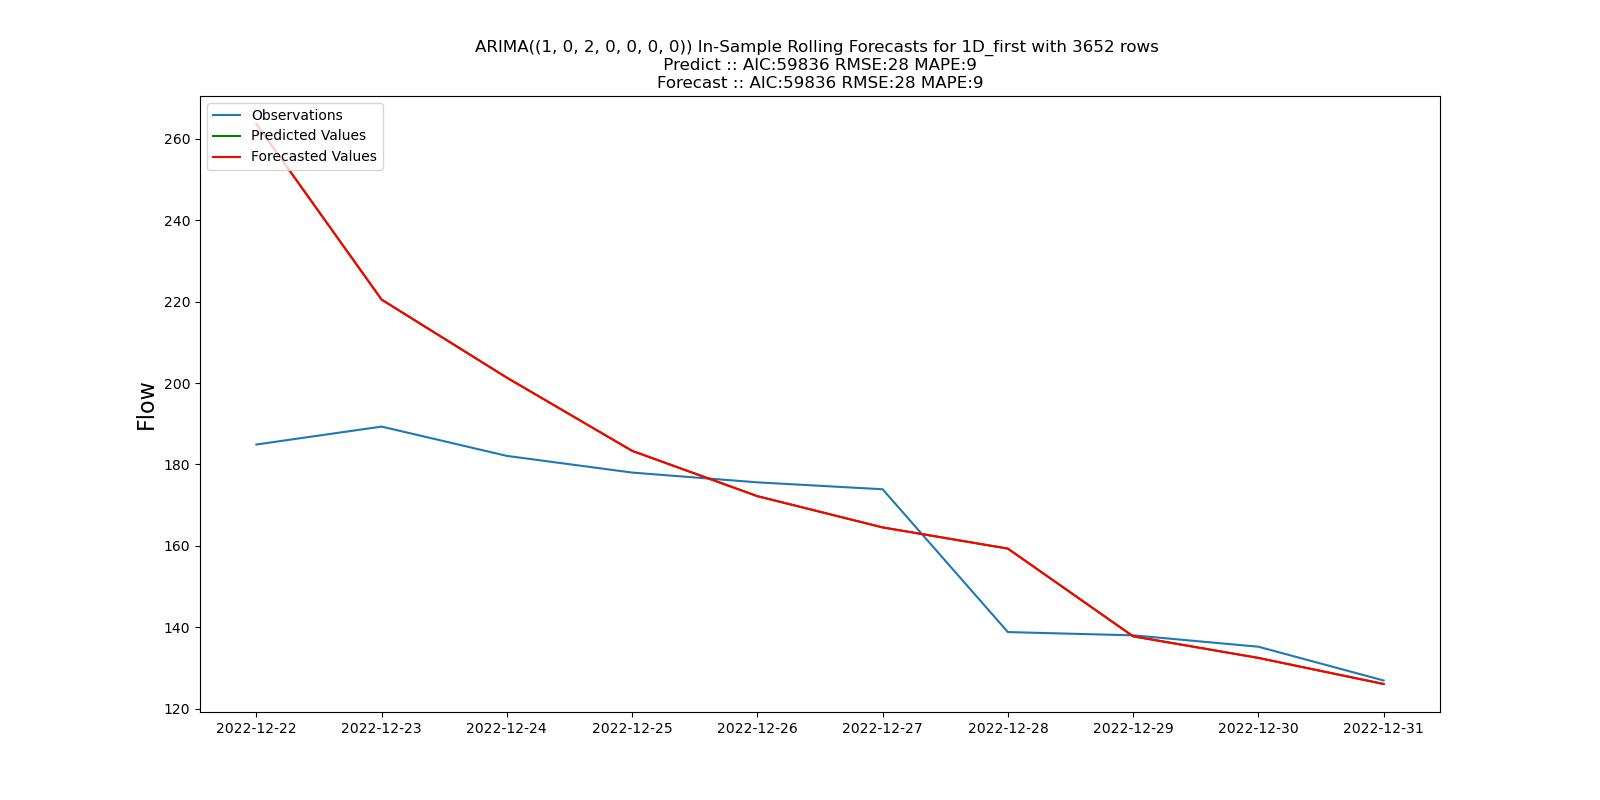 ARIMA((1, 0, 2, 0, 0, 0, 0)) In-Sample Rolling Forecasts for 1D_first with 3652 rows
Predict :: AIC:59836 RMSE:28 MAPE:9
Forecast :: AIC:59836 RMSE:28 MAPE:9
Observations
Predicted Values
Forecasted Values
260
240
220
200
180
160
140
120
Flow
2022-12-22
2022-12-23
2022-12-24
2022-12-25
2022-12-26
2022-12-27
2022-12-28
2022-12-29
2022-12-30
2022-12-31